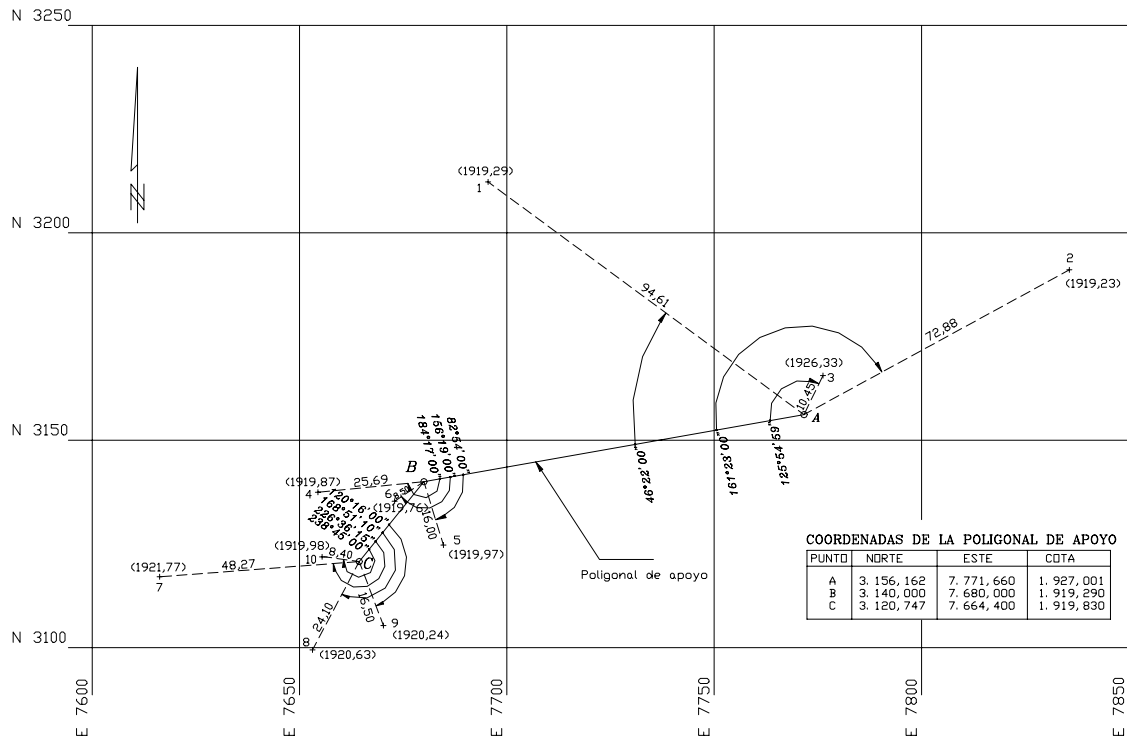 N 3250
N 3200
N 3150
N 3100
N
(1919,29)
1
2
(1919,23)
94,61
72,88
(1926,33)
3
10,45
A
46°22'00"
161°23'00"
125°54'59"
82°54'00"
156°19'00"
184°17'00"
B
(1919,87)
4
25,69
6
8,50
(1919,76)
16,00
5
(1919,97)
120°16'00"
168°51'10"
226°36'15"
238°45'00"
(1919,98)
10
8,40
C
(1921,77)
7
48,27
24,10
16,50
9
(1920,24)
8
(1920,63)
Poligonal de apoyo
COORDENADAS DE LA POLIGONAL DE APOYO
PUNTO NORTE ESTE COTA
A 3.156,162 7.771,660 1.927,001
B 3.140,000 7.680,000 1.919,290
C 3.120,747 7.664,400 1.919,830
E 7600
E 7650
E 7700
E 7750
E 7800
E 7850